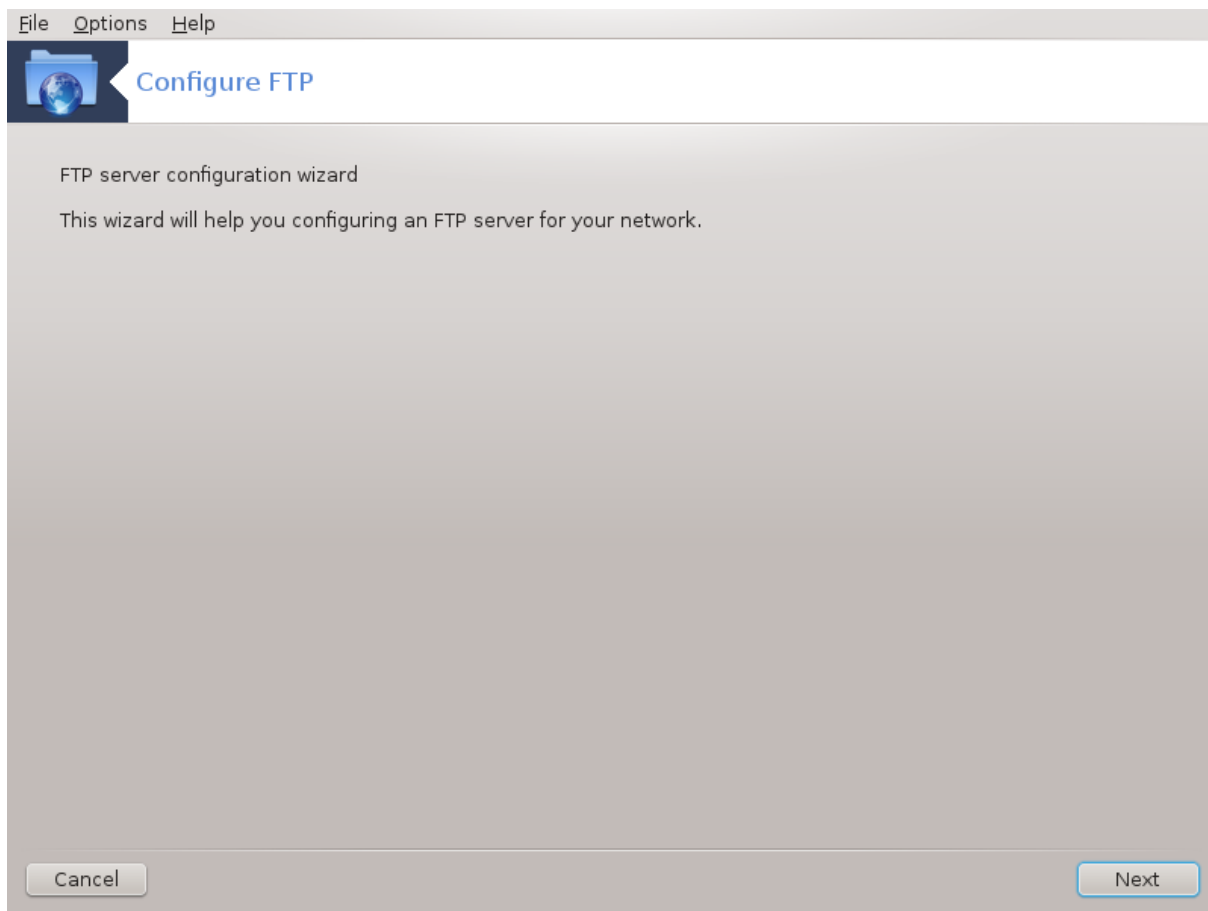 File Options Help
Configure FTP
FTP server configuration wizard
This wizard will help you configuring an FTP server for your network.
Cancel Next